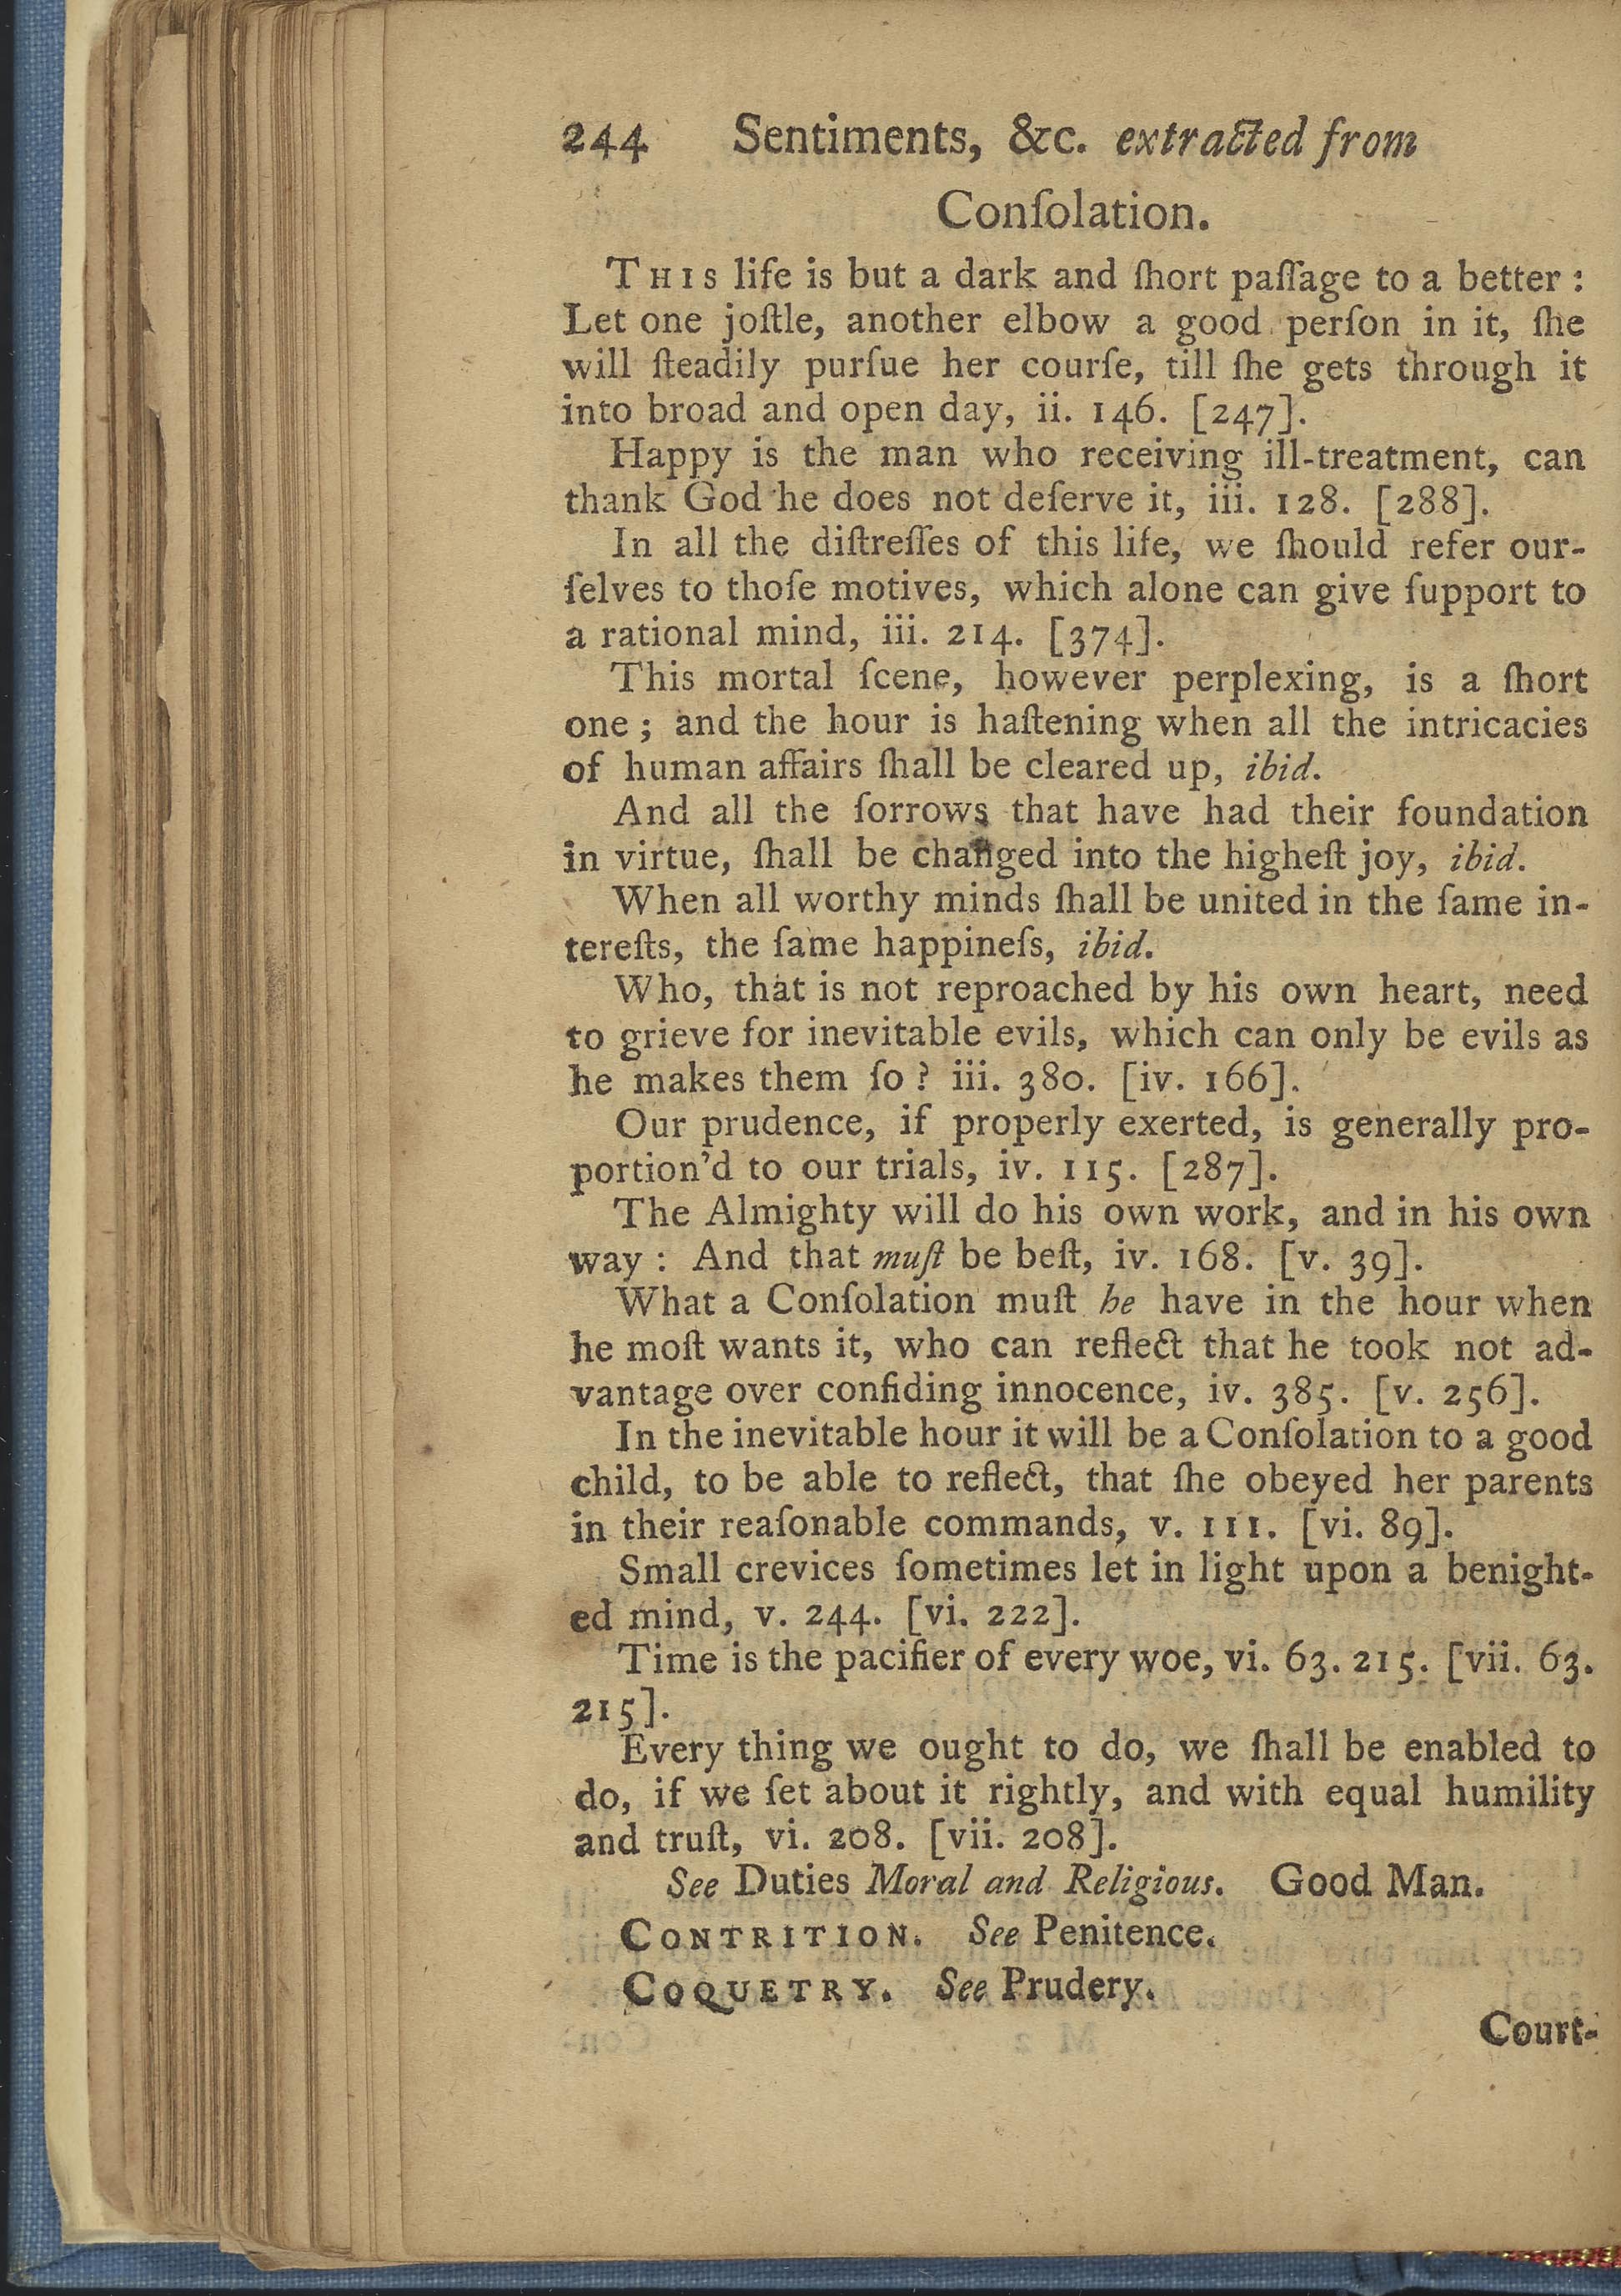 244 Sentiments, &c. extracted from
Conſolation.
THIS life is but a dark and ſhort paſſage to a better :
Let one joſtle, another elbow a good perſon in it, ſhe
will ſteadily purſue her courſe, till ſhe gets through it
into broad and open day, ii. 146. [247].
Happy is the man who receiving ill-treatment, can
thank God he does not deſerve it, iii. 128. [288].
In all the diſtreſſes of this life, we ſhould refer our-
ſelves to thoſe motives, which alone can give ſupport to
a rational mind, iii. 214. [374].
This mortal ſcene, however perplexing, is a ſhort
one ; and the hour is haſtening when all the intricacies
of human affairs ſhall be cleared up, ibid.
And all the ſorrows that have had their foundation
in virtue, ſhall be changed into the higheſt joy, ibid.
When all worthy minds ſhall be united in the ſame in-
tereſts, the ſame happineſs, ibid.
Who, that is not reproached by his own heart, need
to grieve for inevitable evils, which can only be evils as
he makes them ſo ? iii. 380. [iv. 166].
Our prudence, if properly exerted, is generally pro-
portion'd to our trials, iv. 115. [287].
The Almighty will do his own work, and in his own
way : And that muſt be beſt, iv. 168. [v. 39].
What a Conſolation muſt he have in the hour when
he moſt wants it, who can reflect that he took not ad-
vantage over confiding innocence, iv. 385. [v. 256].
In the inevitable hour it will be a Conſolation to a good
child, to be able to reflect, that ſhe obeyed her parents
in their reaſonable commands, v. 111. [vi. 89].
Small crevices ſometimes let in light upon a benight-
ed mind, v. 244. [vi. 222].
Time is the pacifier of every woe, vi. 63. 215. [vii. 63.
215].
Every thing we ought to do, we ſhall be enabled to
do, if we ſet about it rightly, and with equal humility
and truſt, vi. 208. [vii. 208].
See Duties Moral and Religious. Good Man.
CONTRITION. See Penitence.
COQUETRY. See Prudery.
Court-